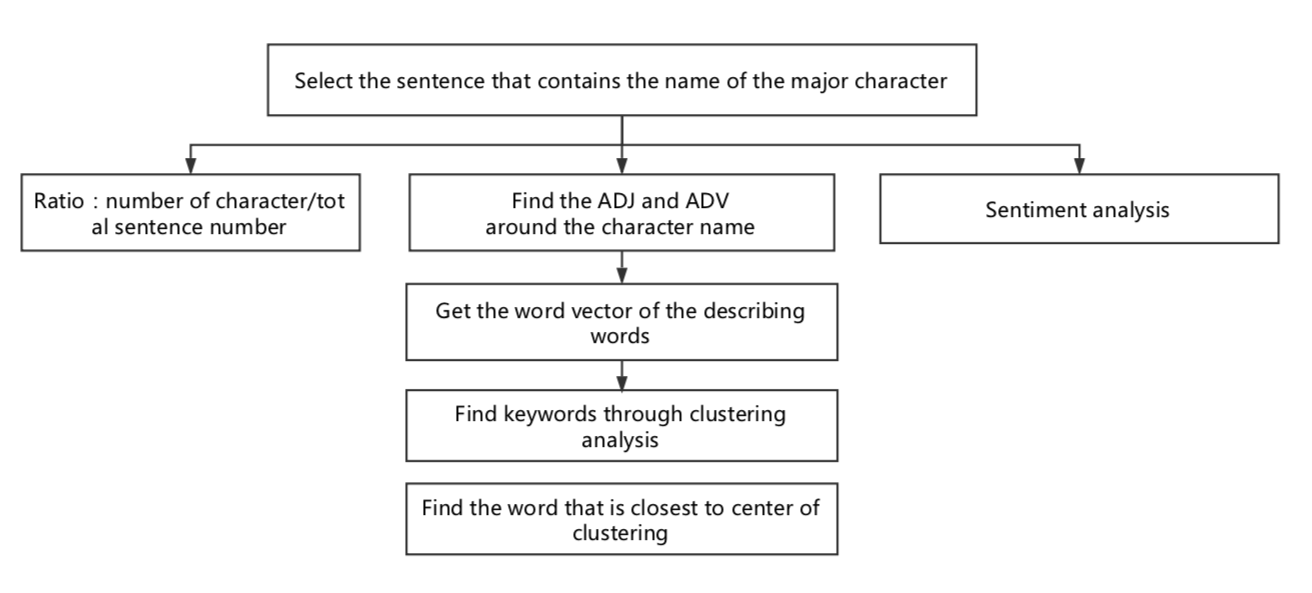 Select the sentence that contains the name of the major character
Ratio：number of character/tot
al sentence number
Find the ADJ and ADV
around the character name
Sentiment analysis
Get the word vector of the describing
words
Find keywords through clustering
analysis
Find the word that is closest to center of
clustering